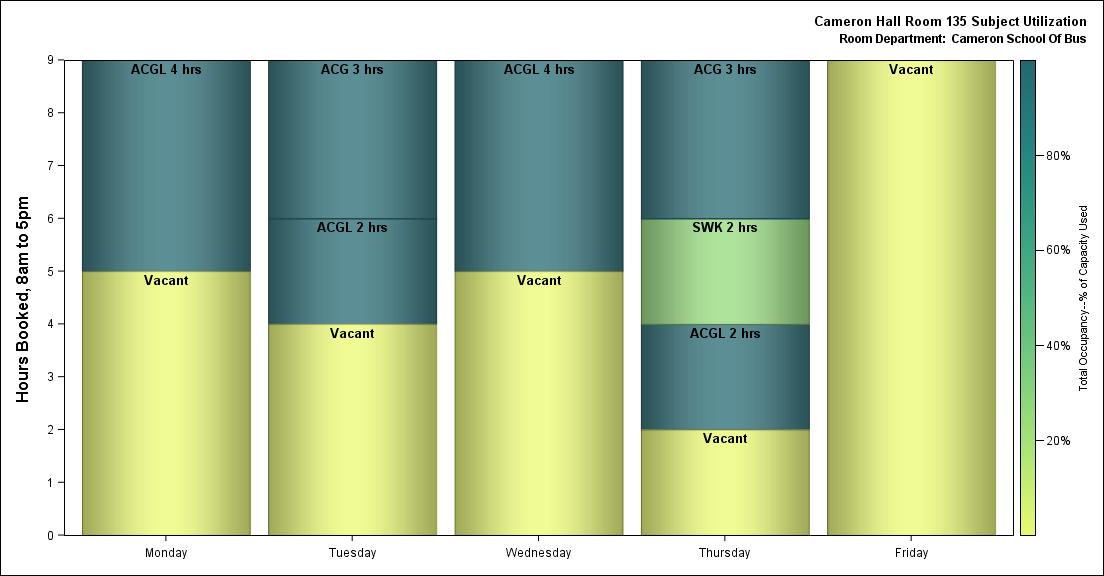 Cameron Hall Room 135 Subject Utilization
Room Department: Cameron School Of Bus
Hours Booked, 8am to 5pm
9
8
7
6
5
4
3
2
1
0
ACGL 4 hrs
Vacant
ACG 3 hrs
ACGL 2 hrs
Vacant
ACGL 4 hrs
Vacant
ACG 3 hrs
SWK 2 hrs
ACGL 2 hrs
Vacant
Vacant
Monday
Tuesday
Wednesday
Thursday
Friday
80%
60%
40%
20%
Total Occupancy--% of Capacity Used